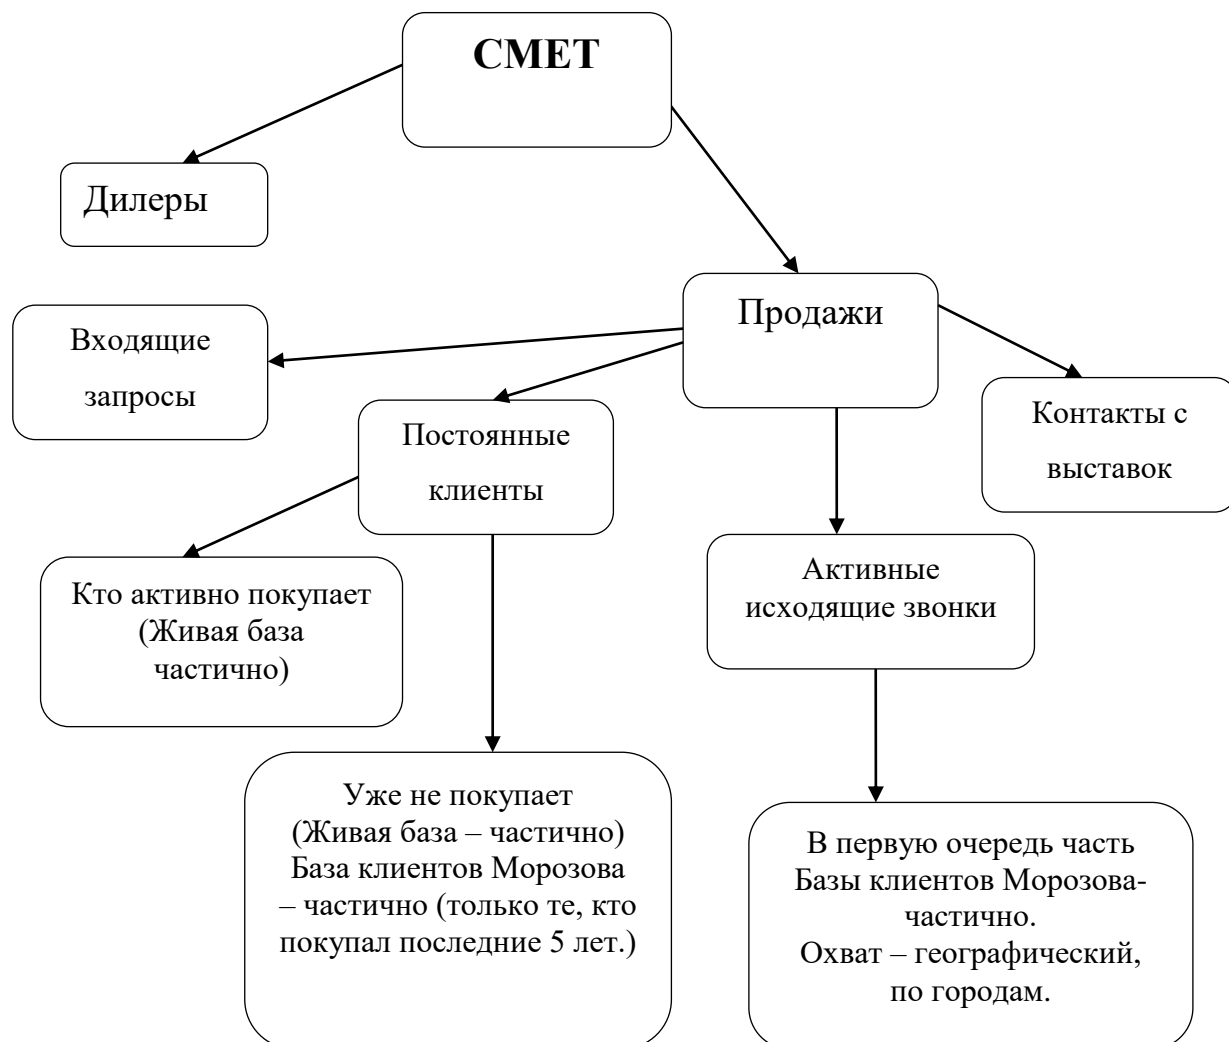 СМЕТ
Дилеры
Продажи
Входящие
запросы
Контакты с
выставок
Постоянные
клиенты
Активные
исходящие звонки
Кто активно покупает
(Живая база
частично)
Уже не покупает
(Живая база – частично)
База клиентов Морозова
– частично (только те, кто
покупал последние 5 лет.)
В первую очередь часть
Базы клиентов Морозова-
частично.
Охват – географический,
по городам.